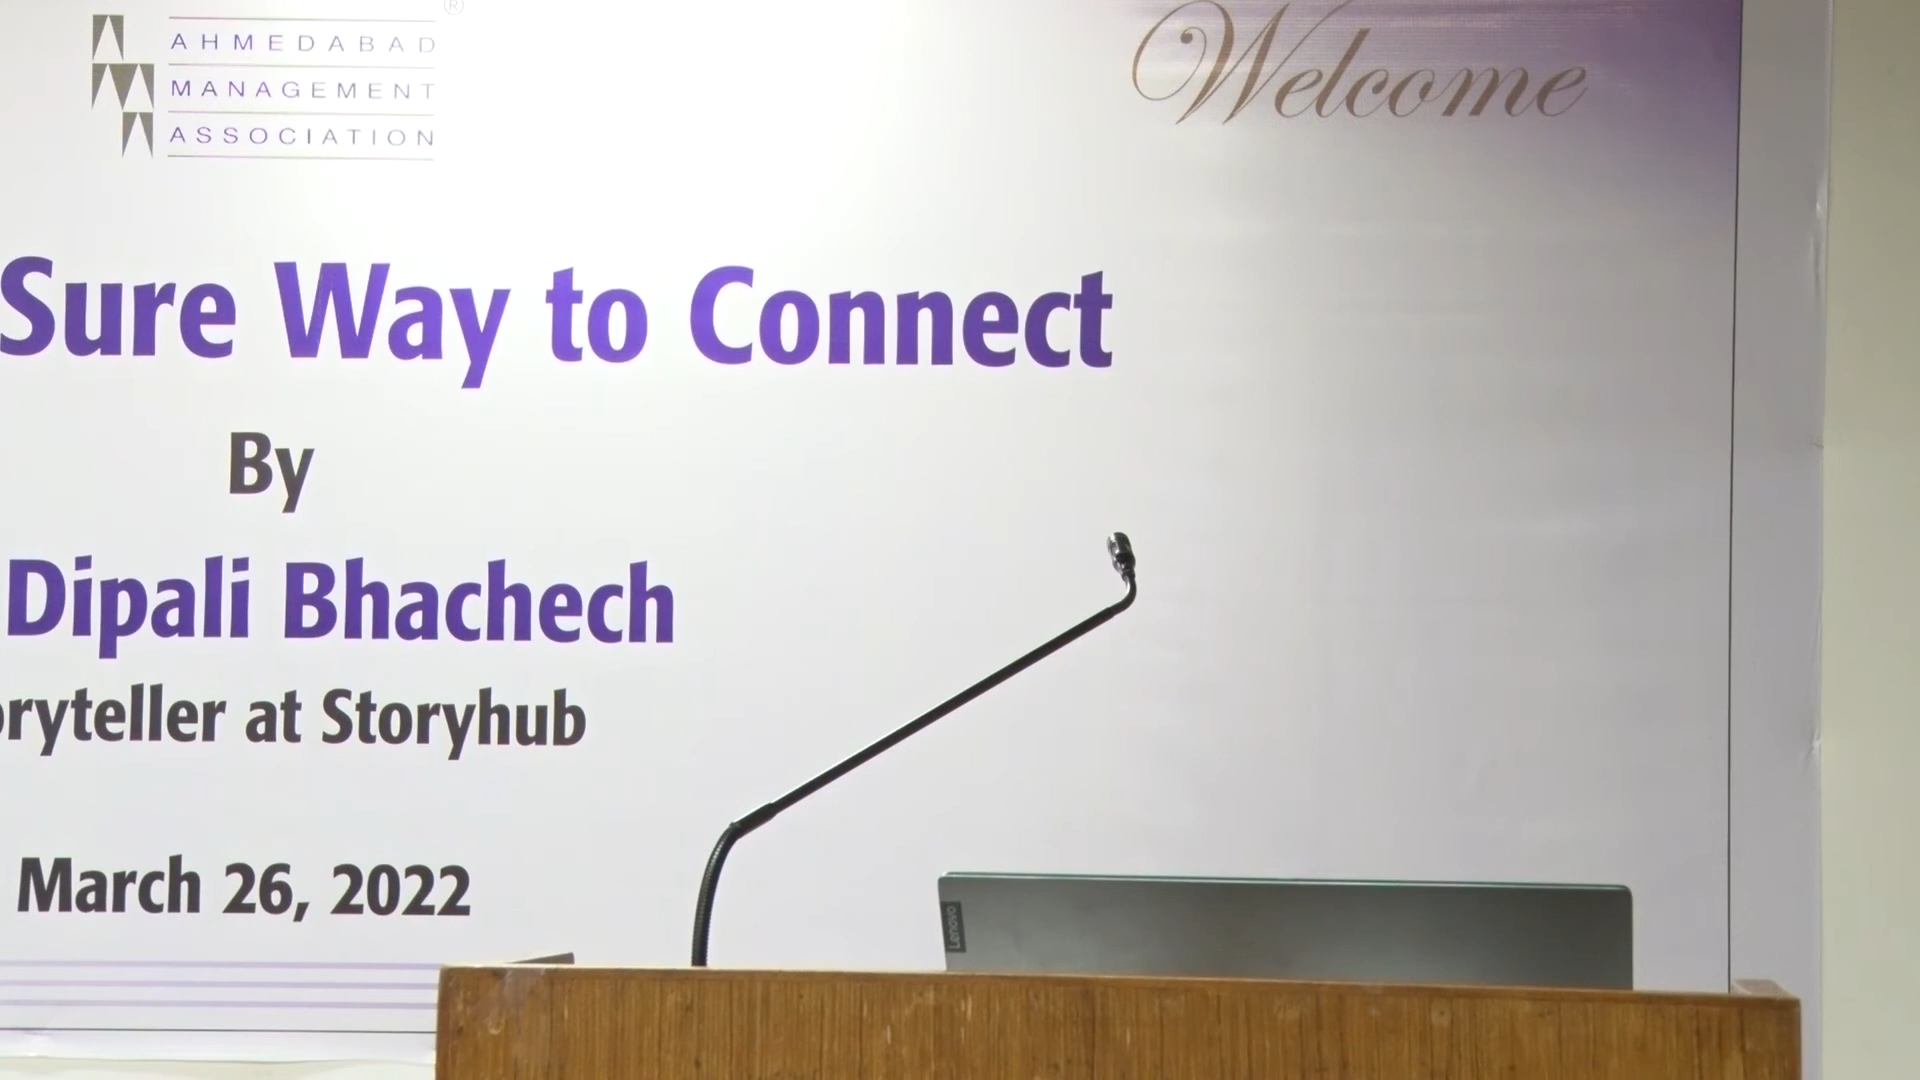 ®
AHMEDABAD
MANAGEMENT
ASSOCIATION
Welcome
Sure Way to Connect
By
Dipali Bhachech
oryteller at Storyhub
March 26, 2022
Lenovo